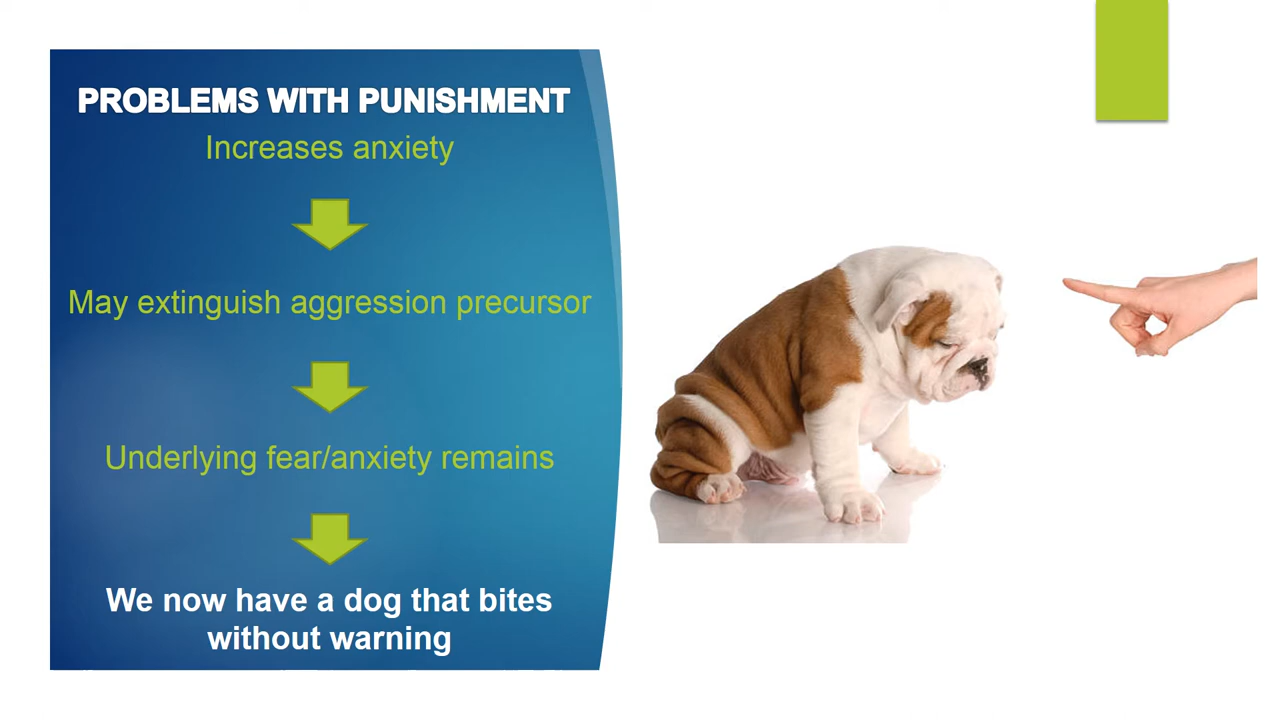 PROBLEMS WITH PUNISHMENT
Increases anxiety
May extinguish aggression precursor
Underlying fear/anxiety remains
We now have a dog that bites
without warning